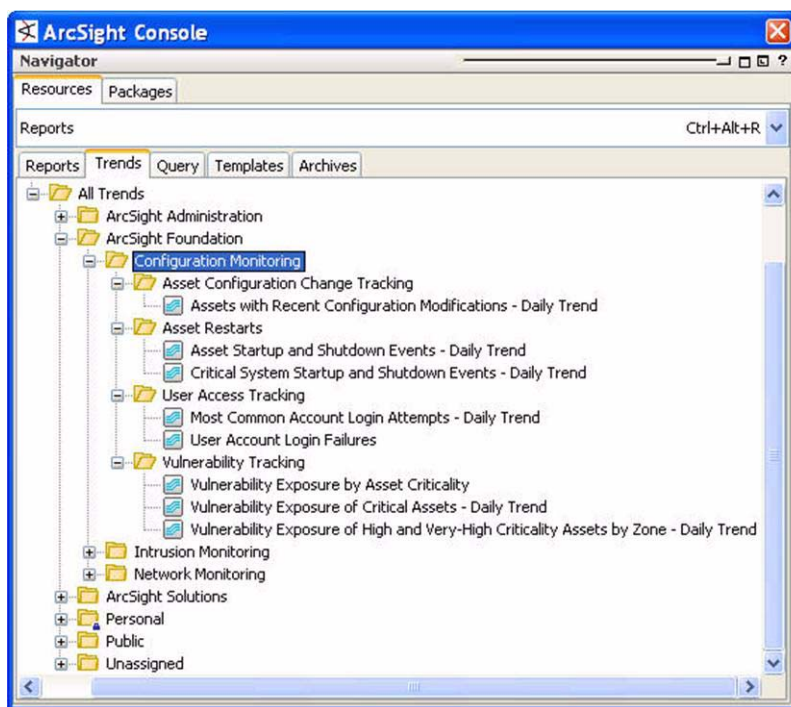 ArcSight Console
Navigator
Resources Packages
Reports Ctrl+Alt+R
Reports Trends Query Templates Archives
All Trends
ArcSight Administration
ArcSight Foundation
Configuration Monitoring
Asset Configuration Change Tracking
Assets with Recent Configuration Modifications - Daily Trend
Asset Restarts
Asset Startup and Shutdown Events - Daily Trend
Critical System Startup and Shutdown Events - Daily Trend
User Access Tracking
Most Common Account Login Attempts - Daily Trend
User Account Login Failures
Vulnerability Tracking
Vulnerability Exposure by Asset Criticality
Vulnerability Exposure of Critical Assets - Daily Trend
Vulnerability Exposure of High and Very-High Criticality Assets by Zone - Daily Trend
Intrusion Monitoring
Network Monitoring
ArcSight Solutions
Personal
Public
Unassigned